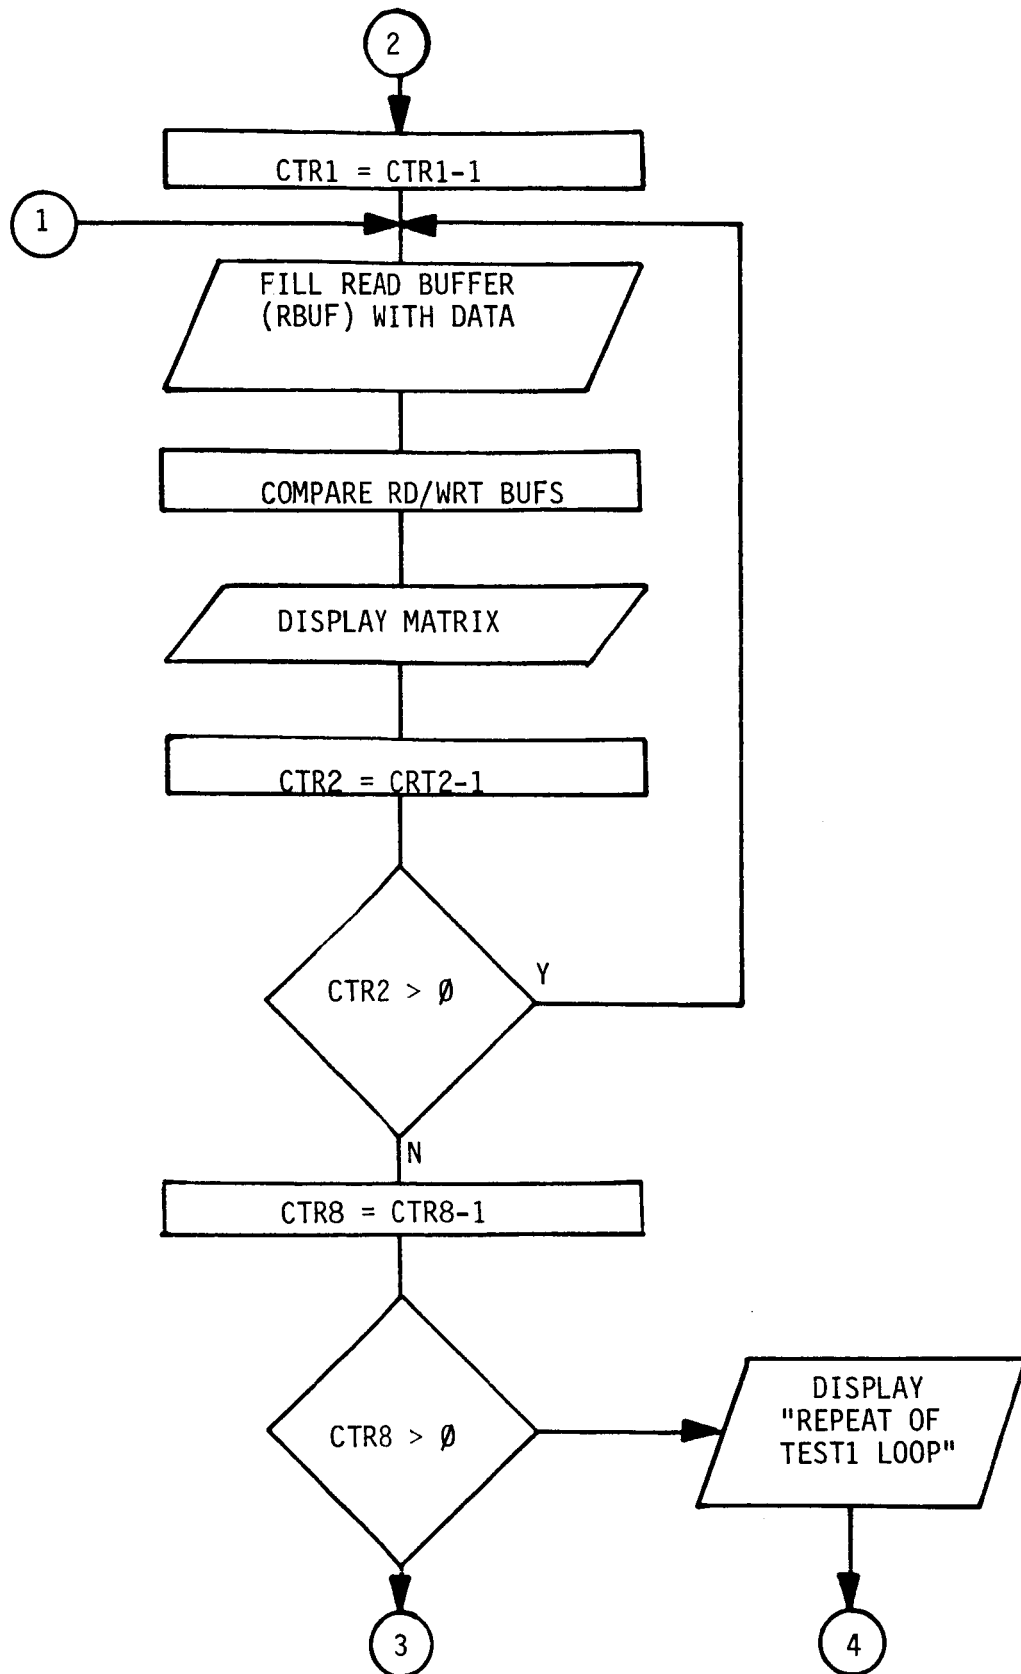 2
CTR1 = CTR1-1
1
FILL READ BUFFER
(RBUF) WITH DATA
COMPARE RD/WRT BUFS
DISPLAY MATRIX
CTR2 = CRT2-1
CTR2 > Ø
Y
N
CTR8 = CTR8-1
CTR8 > Ø
DISPLAY
"REPEAT OF
TEST1 LOOP"
3
4